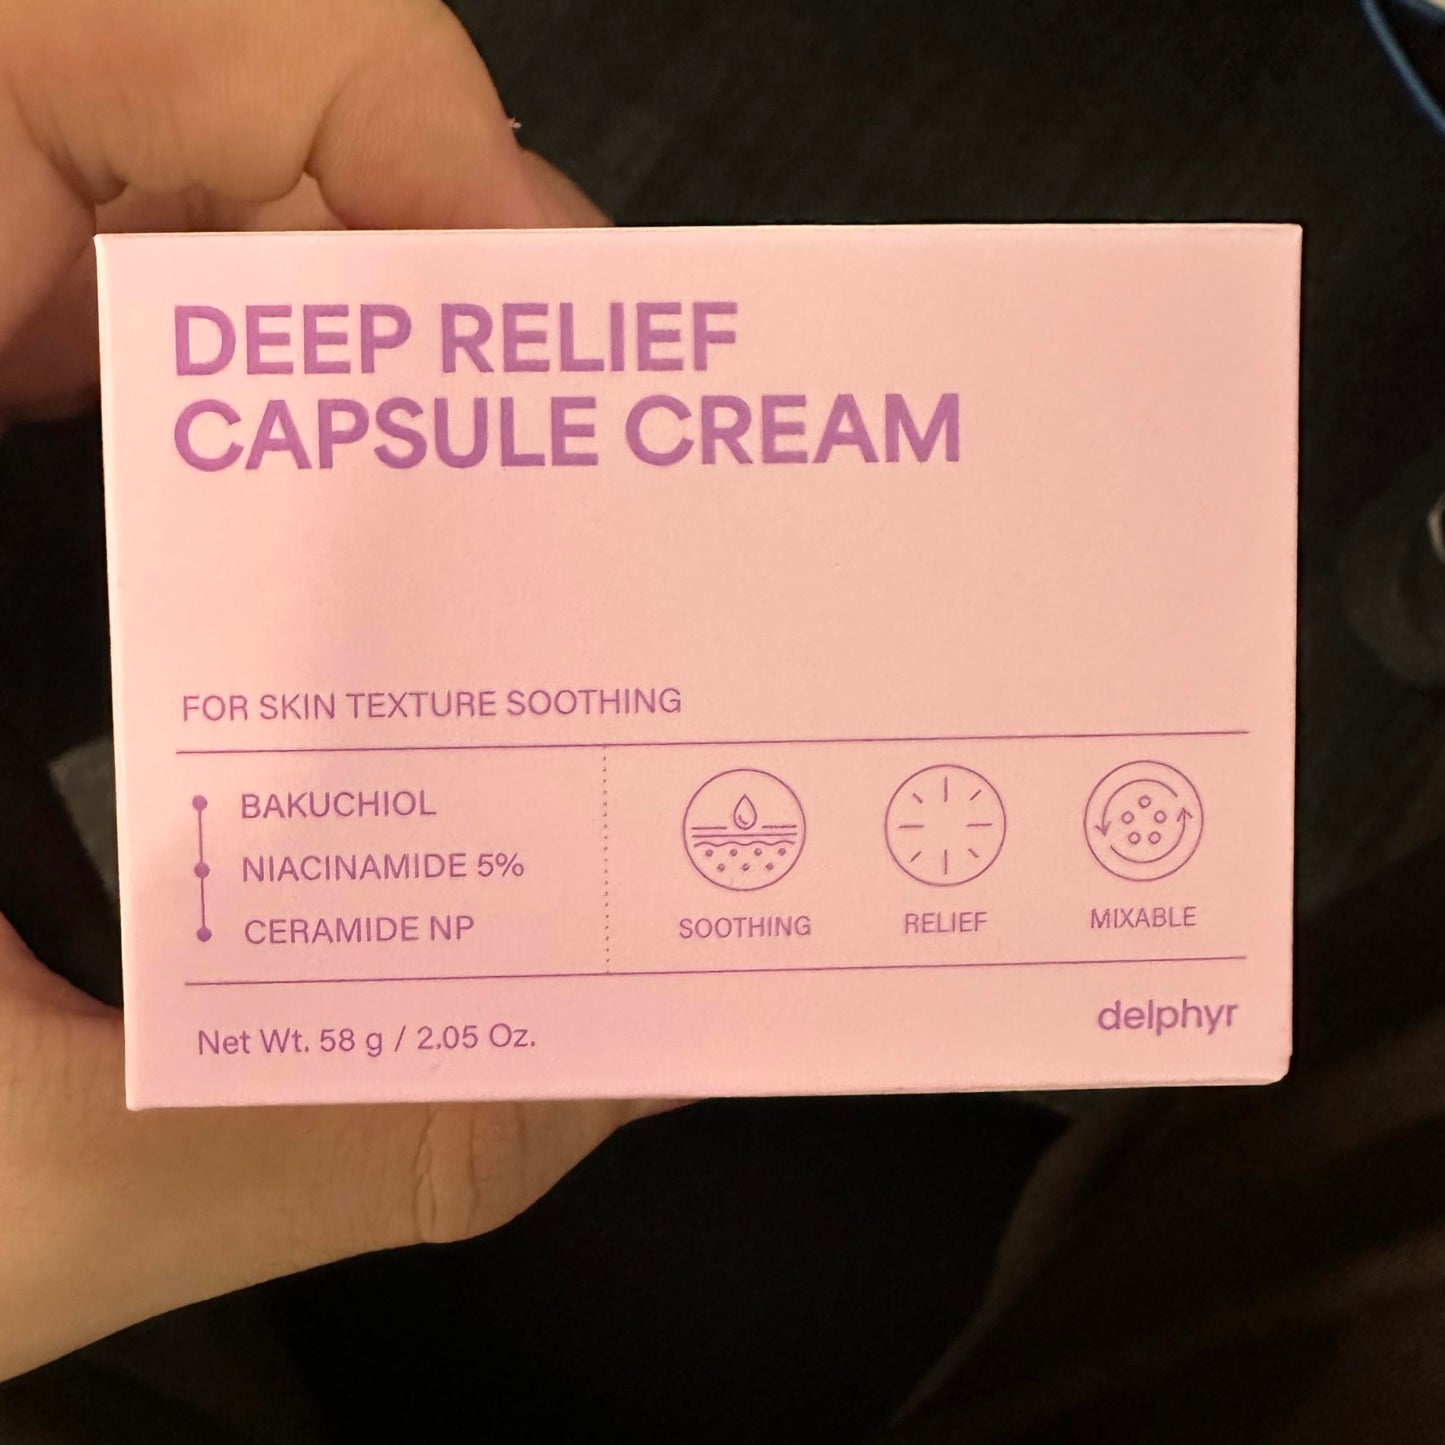 DEEP RELIEF
CAPSULE CREAM
FOR SKIN TEXTURE SOOTHING
BAKUCHIOL
NIACINAMIDE 5%
CERAMIDE NP
SOOTHING
RELIEF
MIXABLE
Net Wt. 58 g / 2.05 Oz.
delphyr